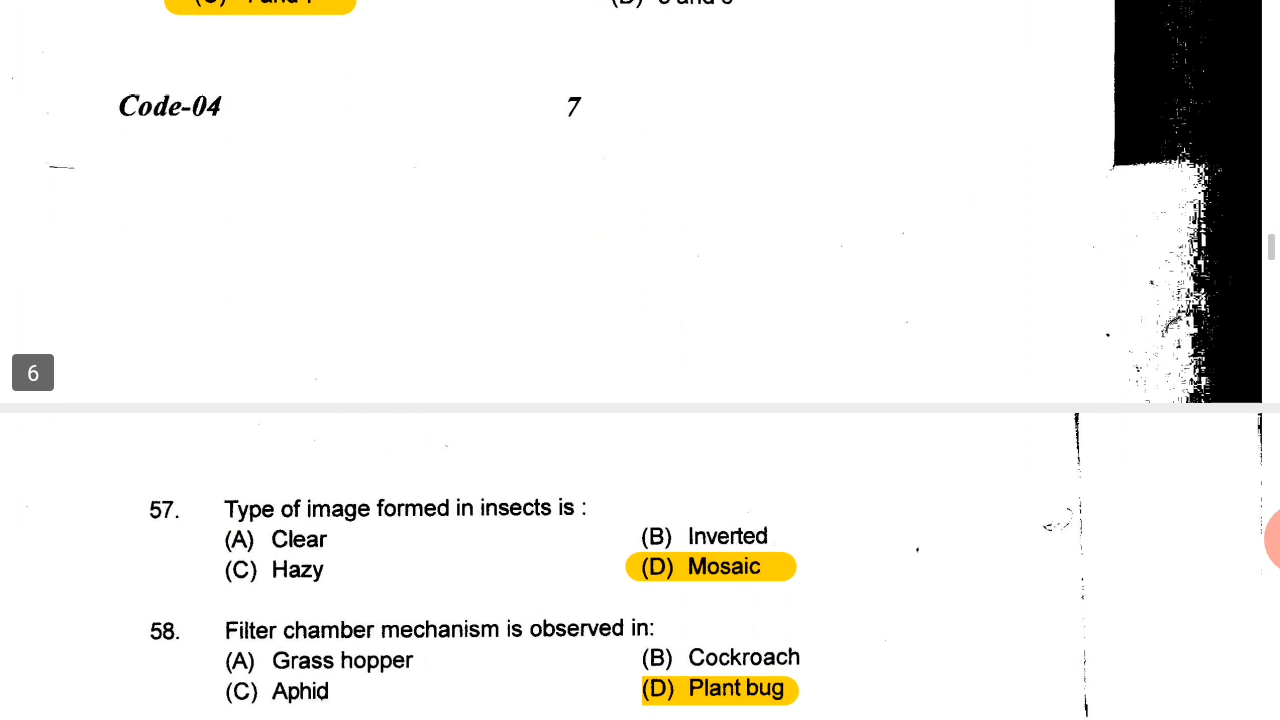 Code-04 7
6
57. Type of image formed in insects is :
(A) Clear (B) Inverted
(C) Hazy (D) Mosaic
58. Filter chamber mechanism is observed in:
(A) Grass hopper (B) Cockroach
(C) Aphid (D) Plant bug